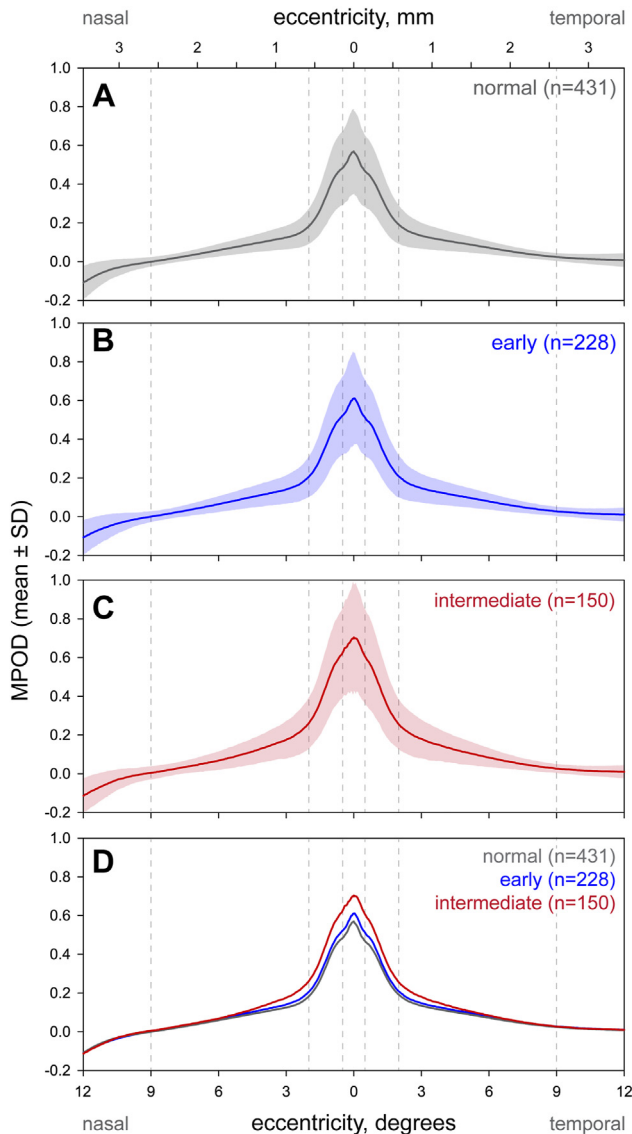 nasal eccentricity, mm temporal
3 2 1 0 1 2 3
A normal (n=431)
1.0
0.8
0.6
0.4
0.2
0.0
-0.2
B early (n=228)
1.0
0.8
0.6
0.4
0.2
0.0
-0.2
MPOD (mean ± SD)
C intermediate (n=150)
1.0
0.8
0.6
0.4
0.2
0.0
-0.2
D normal (n=431)
early (n=228)
intermediate (n=150)
1.0
0.8
0.6
0.4
0.2
0.0
-0.2
12 9 6 3 0 3 6 9 12
nasal eccentricity, degrees temporal